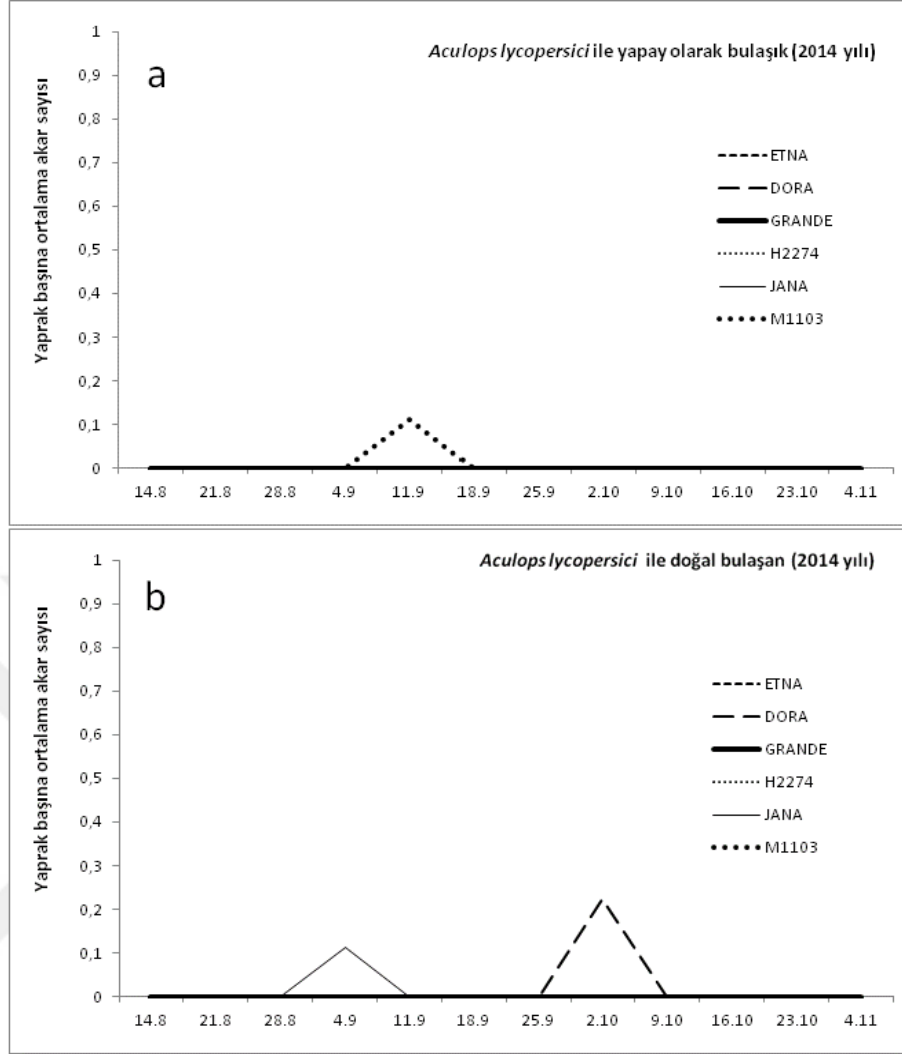 Aculops lycopersici ile yapay olarak bulaşık (2014 yılı)
a
Yaprak başına ortalama akar sayısı
1
0,9
0,8
0,7
0,6
0,5
0,4
0,3
0,2
0,1
0
ETNA
DORA
GRANDE
H2274
JANA
M1103
14.8 21.8 28.8 4.9 11.9 18.9 25.9 2.10 9.10 16.10 23.10 4.11
Aculops lycopersici ile doğal bulaşan (2014 yılı)
b
Yaprak başına ortalama akar sayısı
1
0,9
0,8
0,7
0,6
0,5
0,4
0,3
0,2
0,1
0
ETNA
DORA
GRANDE
H2274
JANA
M1103
14.8 21.8 28.8 4.9 11.9 18.9 25.9 2.10 9.10 16.10 23.10 4.11